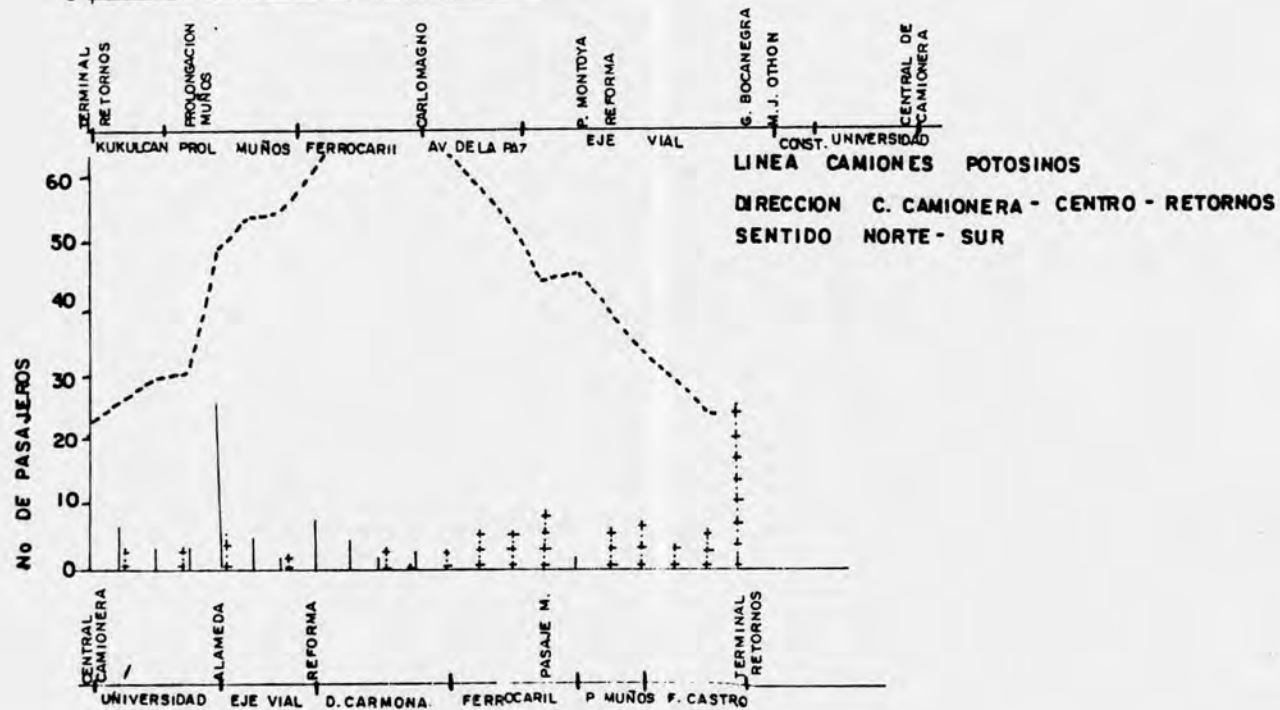 TERMINAL
RETORNOS
PROLONGACION
MUÑOS
CARLOMAGNO
P. MONTOYA
REFORMA
G. BOCANEGRA
M.J. OTHON
CENTRAL DE
CAMIONERA
KUKULCAN PROL MUÑOS FERROCARIL AV. DE LA PAZ EJE VIAL CONST. UNIVERSIDAD
LINEA CAMIONES POTOSINOS
DIRECCION C. CAMIONERA - CENTRO - RETORNOS
SENTIDO NORTE - SUR
No DE PASAJEROS
60
50
40
30
20
10
0
CENTRAL
CAMIONERA
ALAMEDA
REFORMA
PASAJE M.
TERMINAL
RETORNOS
UNIVERSIDAD EJE VIAL D. CARMONA. FERROCARIL P MUÑOS F. CASTRO